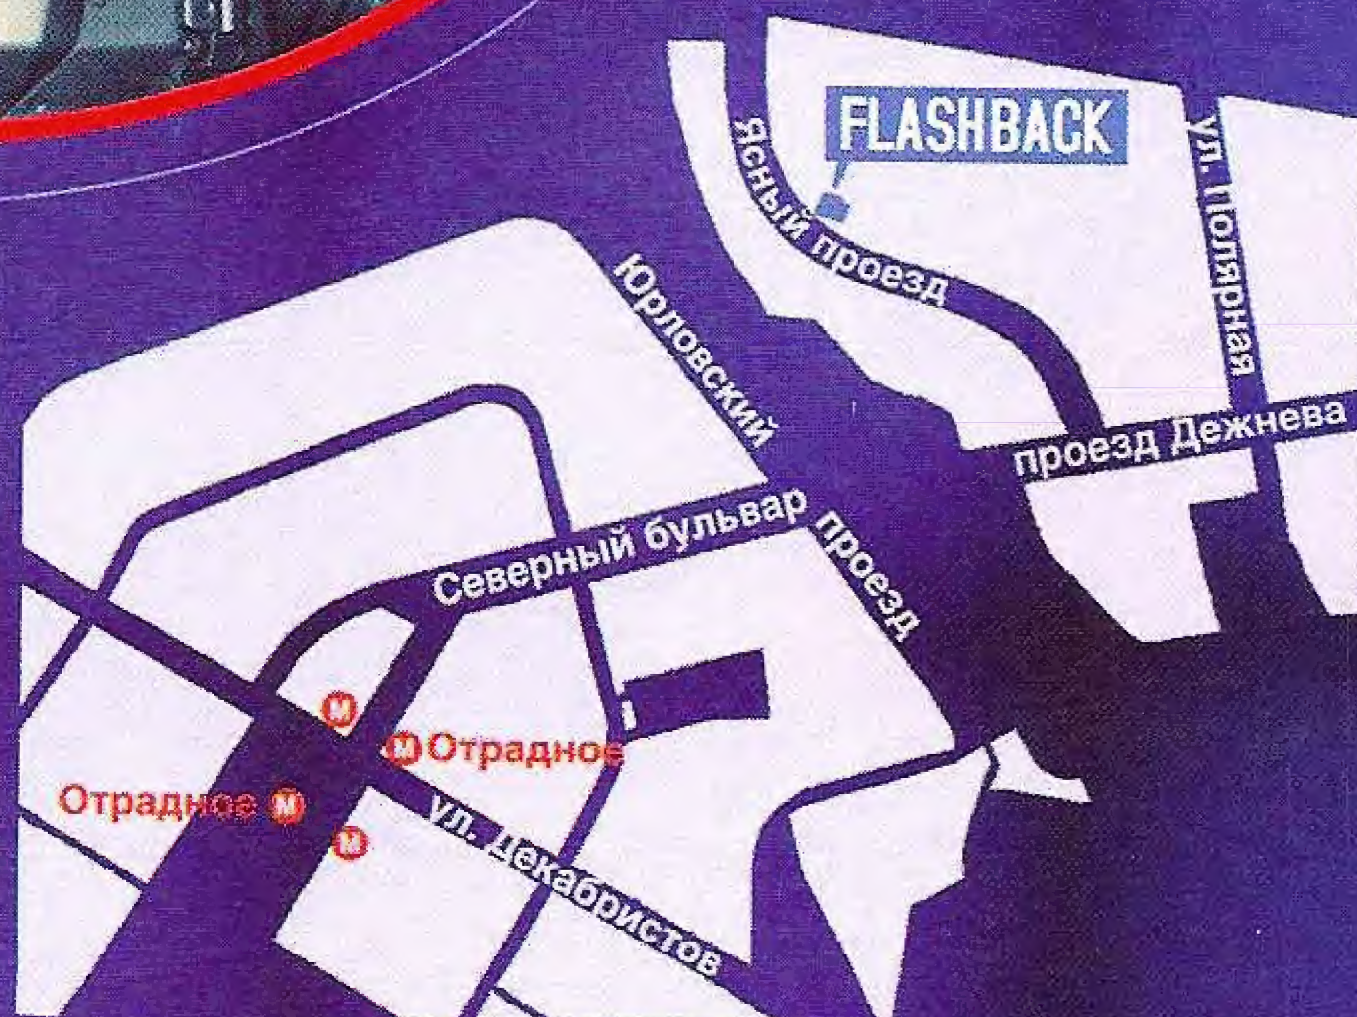 FLASHBACK
Ясный проезд
ул. Полярная
Юрловский
проезд
проезд Дежнева
Северный бульвар
М
М Отрадное
Отрадное М
М
ул. Декабристов